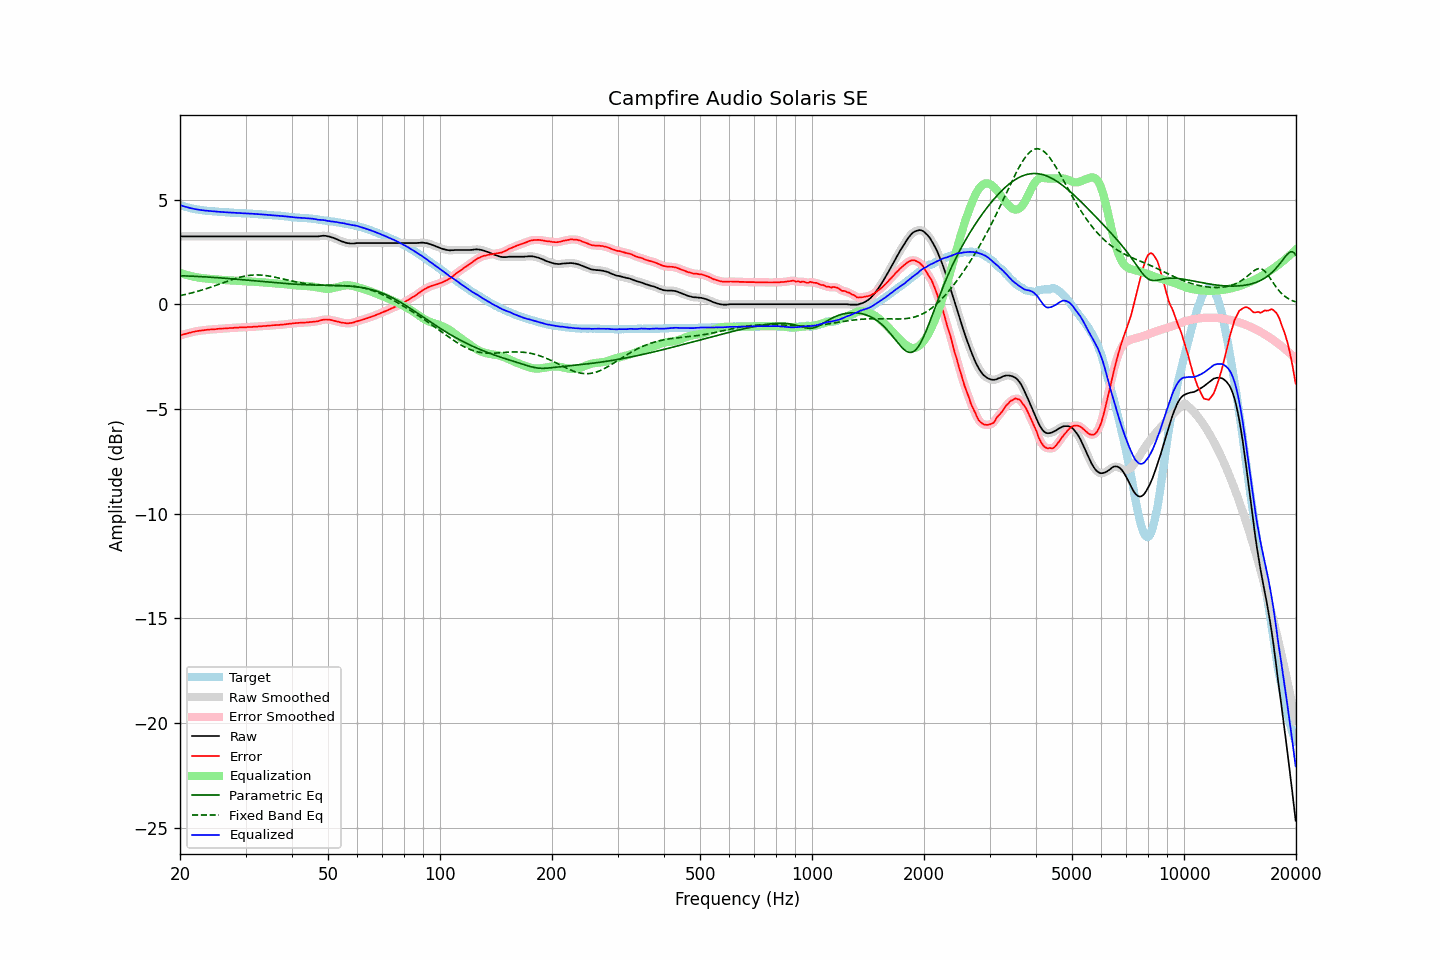 Campfire Audio Solaris SE
5
0
−5
−10
−15
−20
−25
Amplitude (dBr)
Target
Raw Smoothed
Error Smoothed
Raw
Error
Equalization
Parametric Eq
Fixed Band Eq
Equalized
20 50 100 200 500 1000 2000 5000 10000 20000
Frequency (Hz)